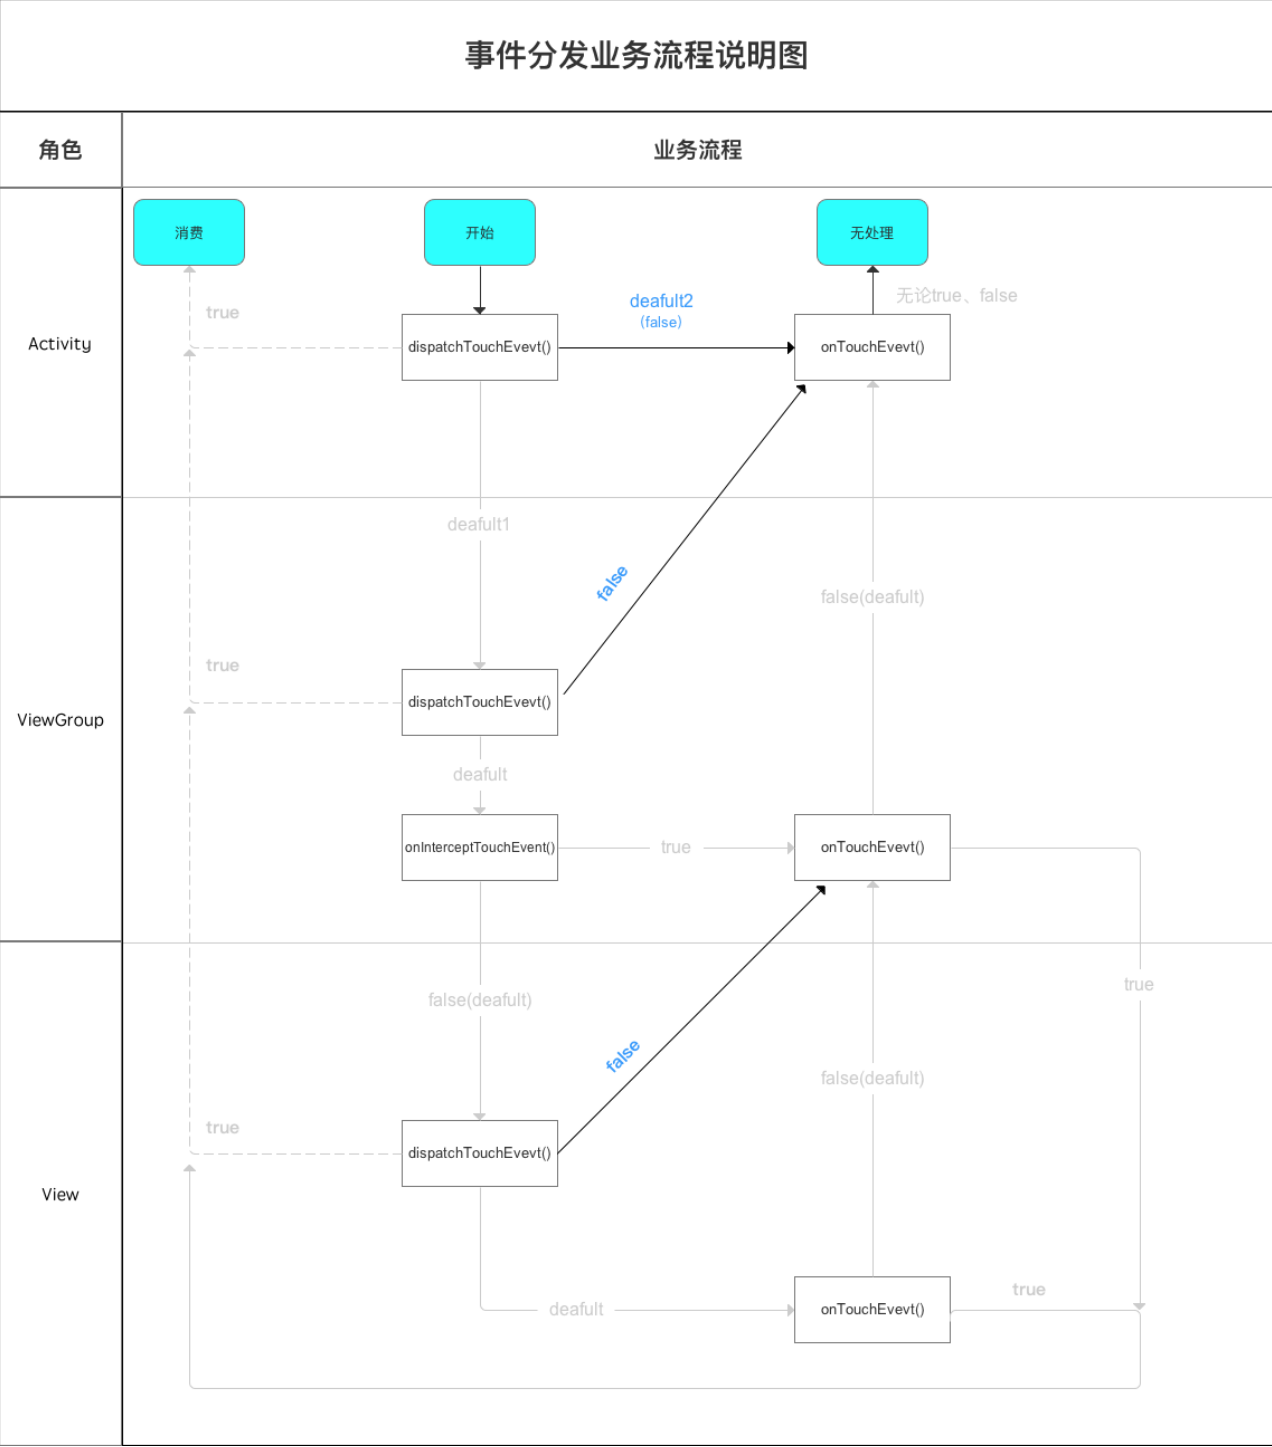 事件分发业务流程说明图
角色
业务流程
消费
开始
无处理
true
deafult2
(false)
无论true、false
Activity
dispatchTouchEvevt()
onTouchEvevt()
deafult1
false
false(deafult)
true
ViewGroup
dispatchTouchEvevt()
deafult
onInterceptTouchEvent()
true
onTouchEvevt()
true
false(deafult)
false
false(deafult)
true
dispatchTouchEvevt()
View
deafult
onTouchEvevt()
true